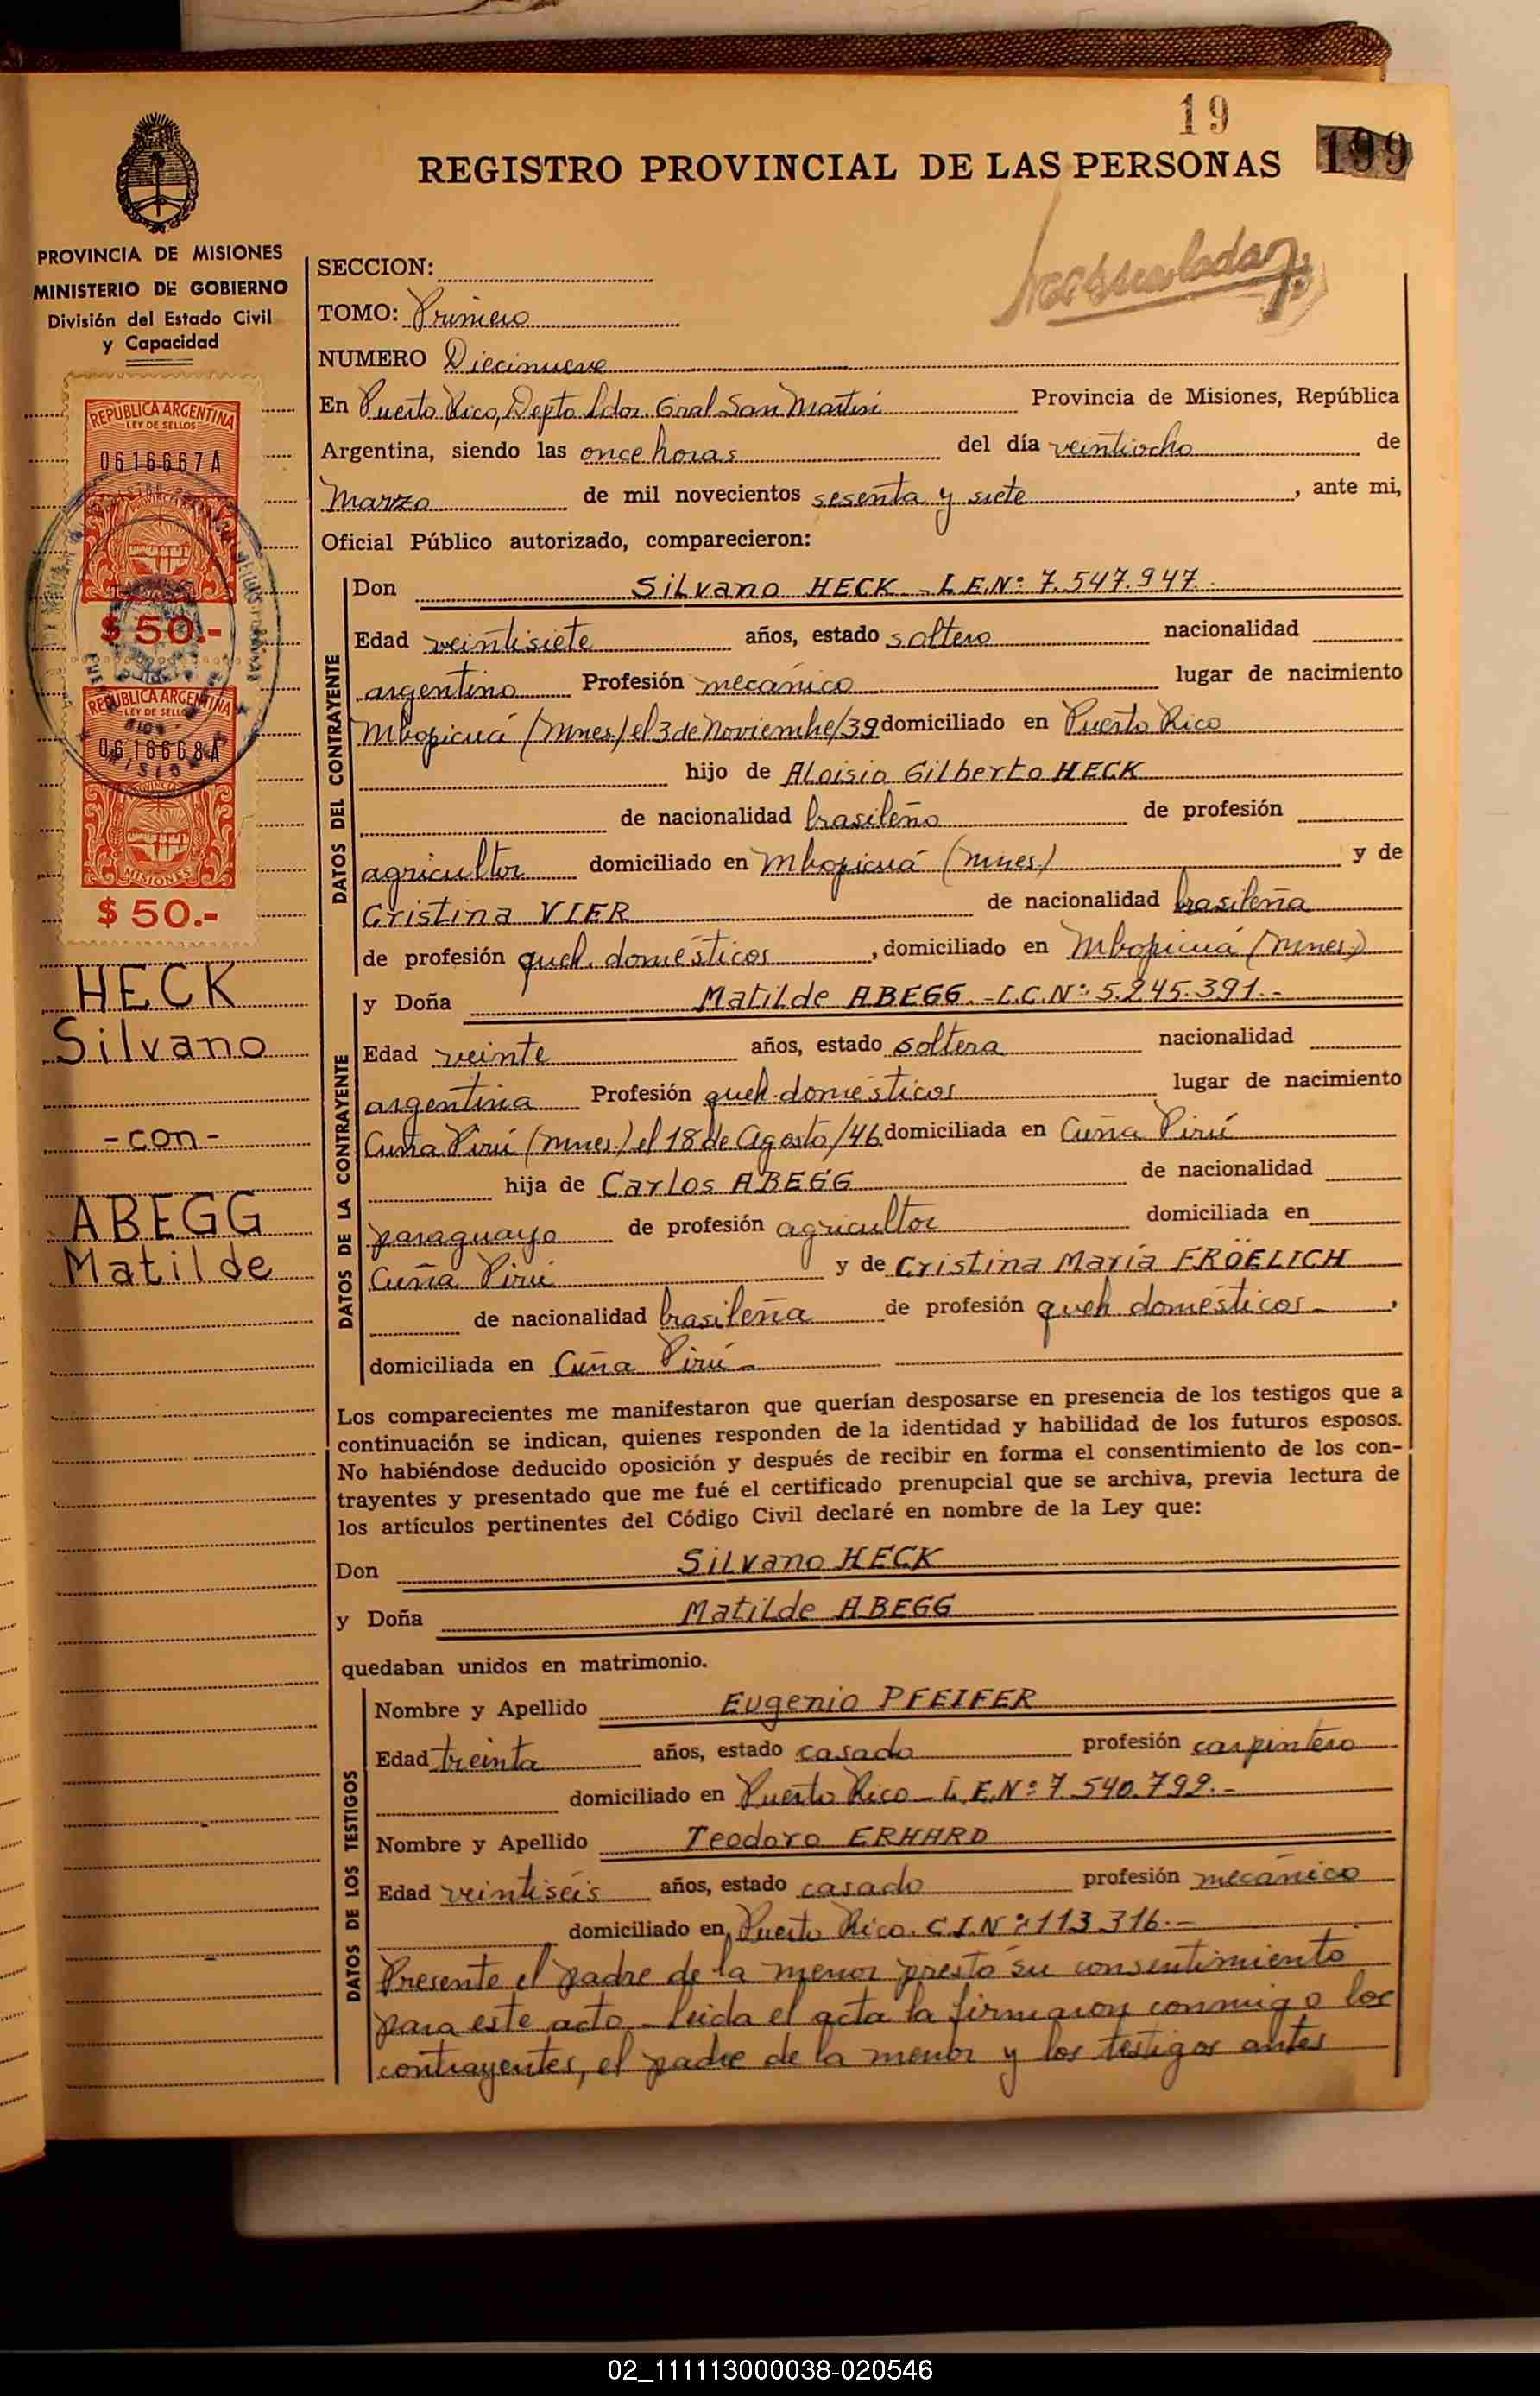 19
REGISTRO PROVINCIAL DE LAS PERSONAS 199
PROVINCIA DE MISIONES
MINISTERIO DE GOBIERNO
División del Estado Civil
y Capacidad
REPUBLICA ARGENTINA
LEY DE SELLOS
0616667A
$ 50.-
REPUBLICA ARGENTINA
LEY DE SELLOS
0616668A
MISIONES
$ 50.-
HECK
Silvano
- con -
ABEGG
Matilde
SECCION:
TOMO: Primero
NUMERO Diecinueve
En Puerto Rico, Depto Ldor. Gral San Martín Provincia de Misiones, República
Argentina, siendo las once horas del día veintiocho de
Marzo de mil novecientos sesenta y siete, ante mi,
Oficial Público autorizado, comparecieron:
DATOS DEL CONTRAYENTE
Don Silvano HECK - L.E.Nº: 7.547.947.
Edad veintisiete años, estado soltero nacionalidad
argentino Profesión mecánico lugar de nacimiento
Mbopicuá (Mnes.) el 3 de Noviembre/39 domiciliado en Puerto Rico
hijo de Aloisio Gilberto HECK
de nacionalidad brasileño de profesión
agricultor domiciliado en Mbopicuá (Mnes) y de
Cristina VIER de nacionalidad brasileña
de profesión queh. domésticos, domiciliado en Mbopicuá (Mnes.)
DATOS DE LA CONTRAYENTE
y Doña Matilde ABEGG. - L.C.Nº: 5.245.391.-
Edad veinte años, estado soltera nacionalidad
argentina Profesión queh. domésticos lugar de nacimiento
Cuña Pirú (Mnes.) el 18 de Agosto/46 domiciliada en Cuña Pirú
hija de Carlos ABEGG de nacionalidad
paraguayo de profesión agricultor domiciliada en
Cuña Pirú y de Cristina María FRÖELICH
de nacionalidad brasileña de profesión queh domésticos -,
domiciliada en Cuña Pirú -
Los comparecientes me manifestaron que querían desposarse en presencia de los testigos que a
continuación se indican, quienes responden de la identidad y habilidad de los futuros esposos.
No habiéndose deducido oposición y después de recibir en forma el consentimiento de los con-
trayentes y presentado que me fué el certificado prenupcial que se archiva, previa lectura de
los artículos pertinentes del Código Civil declaré en nombre de la Ley que:
Don Silvano HECK
y Doña Matilde ABEGG
quedaban unidos en matrimonio.
DATOS DE LOS TESTIGOS
Nombre y Apellido Eugenio PFEIFER
Edad treinta años, estado casado profesión carpintero
domiciliado en Puerto Rico - L.E.Nº: 7.540.799.-
Nombre y Apellido Teodoro ERHARD
Edad veintiseis años, estado casado profesión mecánico
domiciliado en Puerto Rico. C.I.Nº: 113.316.-
Presente el padre de la menor prestó su consentimiento
para este acto - Leida el acta la firmaron conmigo los
contrayentes, el padre de la menor y los testigos antes
02_111113000038-020546